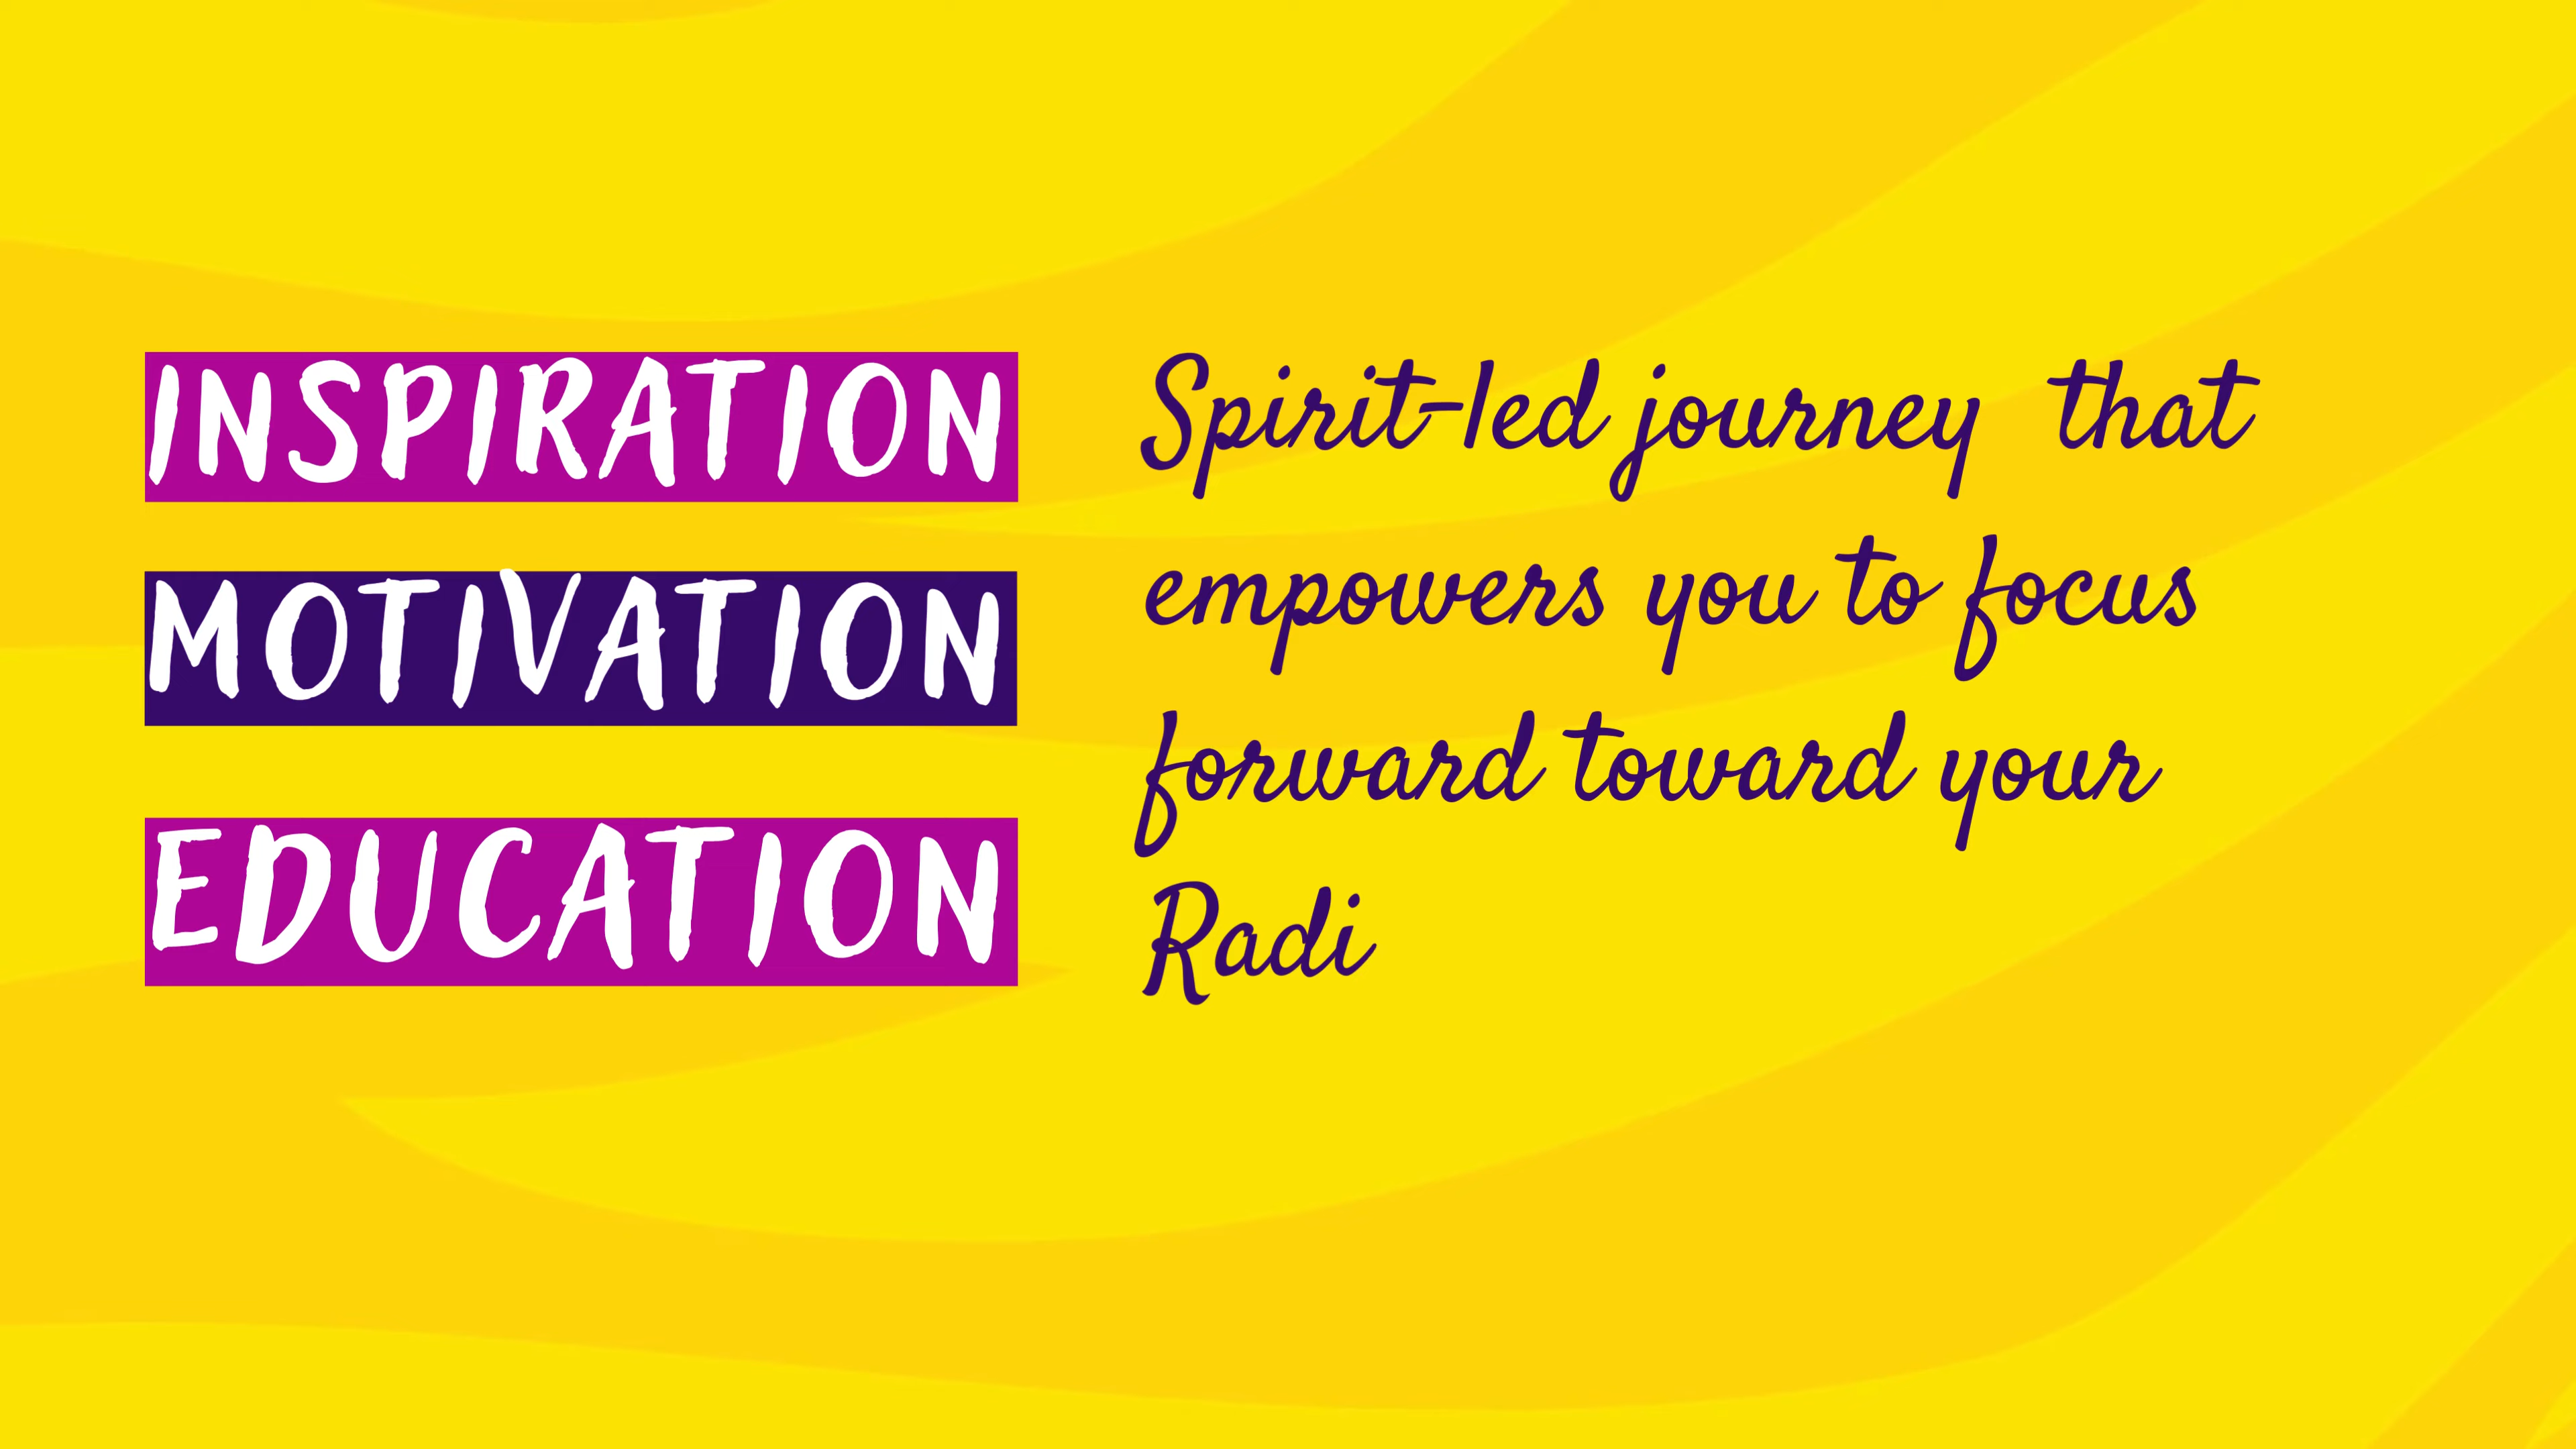 INSPIRATION
MOTIVATION
EDUCATION
Spirit-led journey that
empowers you to focus
forward toward your
Radi